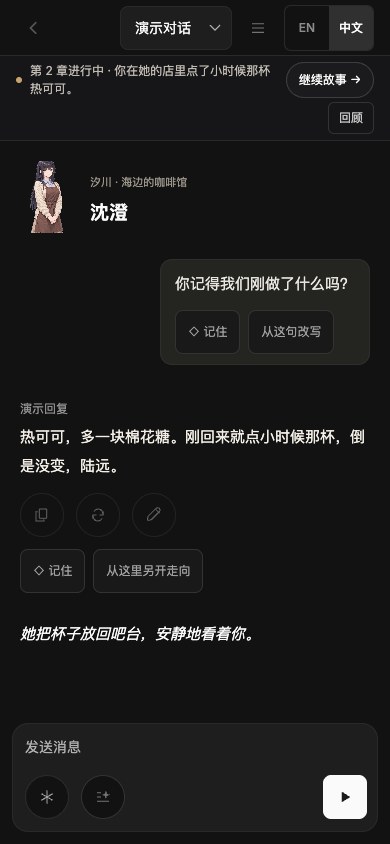 演示对话
EN
中文
第 2 章进行中 · 你在她的店里点了小时候那杯
热可可。
继续故事 →
回顾
汐川 · 海边的咖啡馆
沈澄
你记得我们刚做了什么吗?
◇ 记住
从这句改写
演示回复
热可可，多一块棉花糖。刚回来就点小时候那杯，倒
是没变，陆远。
◇ 记住
从这里另开走向
她把杯子放回吧台，安静地看着你。
发送消息